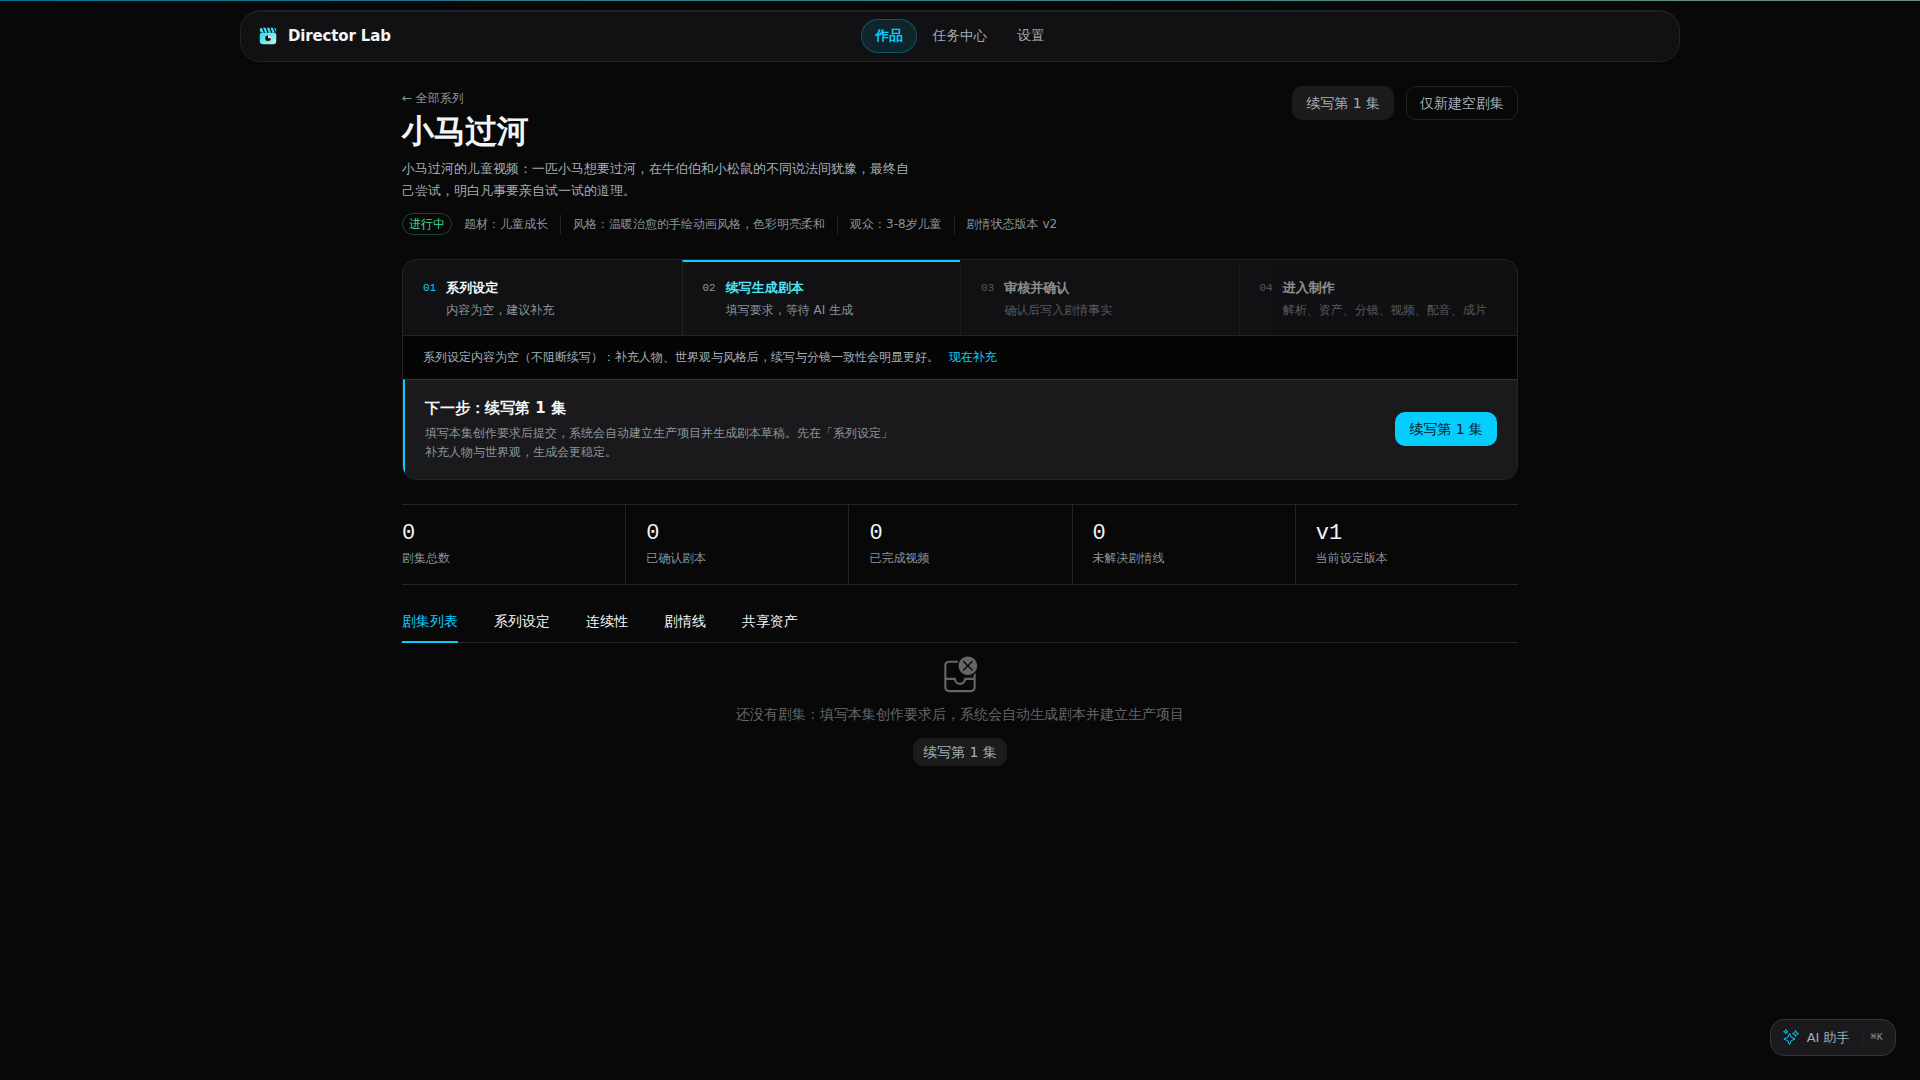 Director Lab
作品
任务中心
设置
← 全部系列
小马过河
续写第 1 集
仅新建空剧集
小马过河的儿童视频：一匹小马想要过河，在牛伯伯和小松鼠的不同说法间犹豫，最终自
己尝试，明白凡事要亲自试一试的道理。
进行中
题材：儿童成长
风格：温暖治愈的手绘动画风格，色彩明亮柔和
观众：3-8岁儿童
剧情状态版本 v2
01 系列设定
内容为空，建议补充
02 续写生成剧本
填写要求，等待 AI 生成
03 审核并确认
确认后写入剧情事实
04 进入制作
解析、资产、分镜、视频、配音、成片
系列设定内容为空（不阻断续写）：补充人物、世界观与风格后，续写与分镜一致性会明显更好。 现在补充
下一步：续写第 1 集
填写本集创作要求后提交，系统会自动建立生产项目并生成剧本草稿。先在「系列设定」
补充人物与世界观，生成会更稳定。
续写第 1 集
0
剧集总数
0
已确认剧本
0
已完成视频
0
未解决剧情线
v1
当前设定版本
剧集列表
系列设定
连续性
剧情线
共享资产
还没有剧集：填写本集创作要求后，系统会自动生成剧本并建立生产项目
续写第 1 集
AI 助手 ⌘K